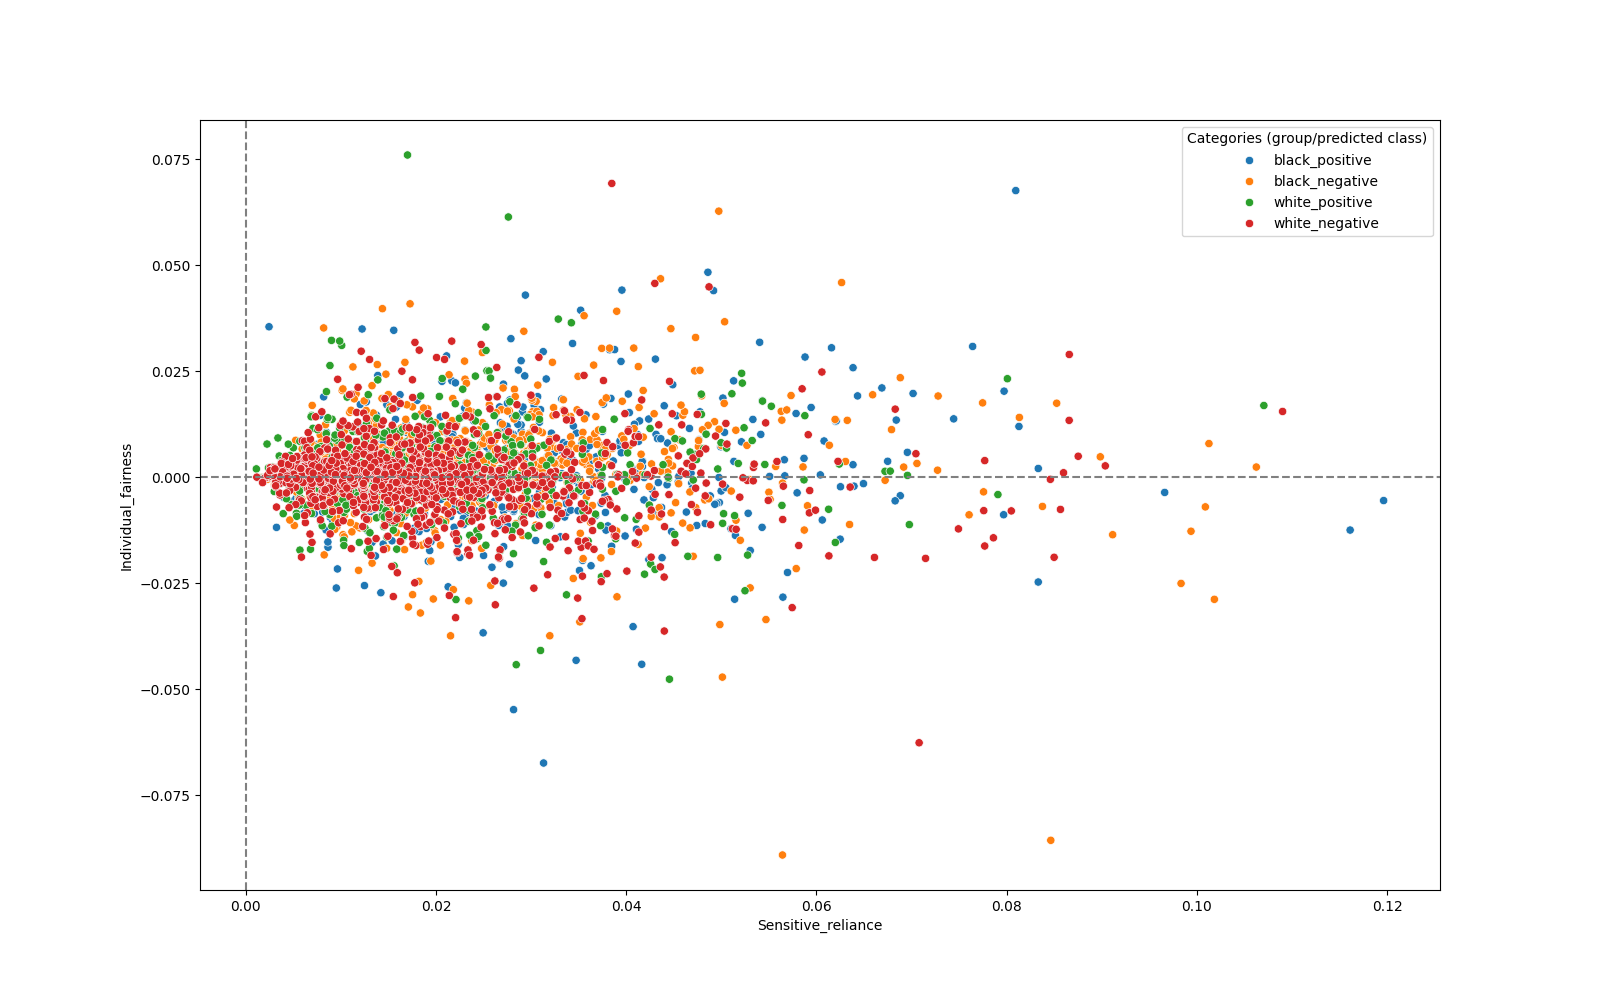 Categories (group/predicted class)
black_positive
black_negative
white_positive
white_negative
0.075
0.050
0.025
0.000
−0.025
−0.050
−0.075
Individual_fairness
0.00
0.02
0.04
0.06
0.08
0.10
0.12
Sensitive_reliance